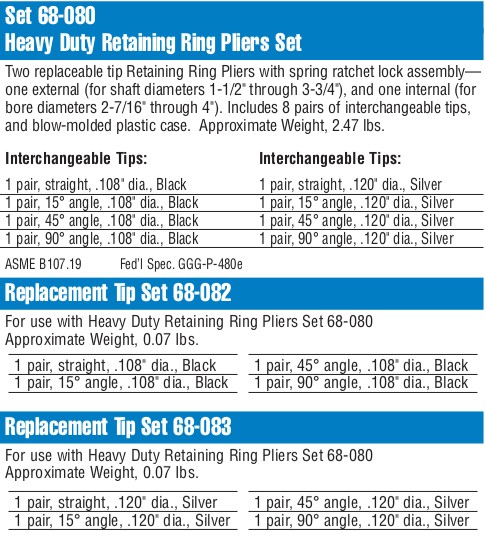 Set 68-080
Heavy Duty Retaining Ring Pliers Set
Two replaceable tip Retaining Ring Pliers with spring ratchet lock assembly—
one external (for shaft diameters 1-1/2" through 3-3/4"), and one internal (for
bore diameters 2-7/16" through 4"). Includes 8 pairs of interchangeable tips,
and blow-molded plastic case.  Approximate Weight, 2.47 lbs.
Interchangeable Tips:
1 pair, straight, .108" dia., Black
1 pair, 15° angle, .108" dia., Black
1 pair, 45° angle, .108" dia., Black
1 pair, 90° angle, .108" dia., Black
Interchangeable Tips:
1 pair, straight, .120" dia., Silver
1 pair, 15° angle, .120" dia., Silver
1 pair, 45° angle, .120" dia., Silver
1 pair, 90° angle, .120" dia., Silver
ASME B107.19 Fed'l Spec. GGG-P-480e
Replacement Tip Set 68-082
For use with Heavy Duty Retaining Ring Pliers Set 68-080
Approximate Weight, 0.07 lbs.
1 pair, straight, .108" dia., Black
1 pair, 15° angle, .108" dia., Black
1 pair, 45° angle, .108" dia., Black
1 pair, 90° angle, .108" dia., Black
Replacement Tip Set 68-083
For use with Heavy Duty Retaining Ring Pliers Set 68-080
Approximate Weight, 0.07 lbs.
1 pair, straight, .120" dia., Silver
1 pair, 15° angle, .120" dia., Silver
1 pair, 45° angle, .120" dia., Silver
1 pair, 90° angle, .120" dia., Silver